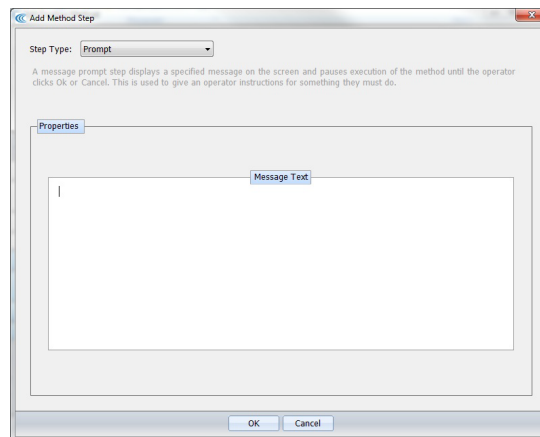 Add Method Step
Step Type: Prompt
A message prompt step displays a specified message on the screen and pauses execution of the method until the operator
clicks Ok or Cancel. This is used to give an operator instructions for something they must do.
Properties
Message Text
OK Cancel